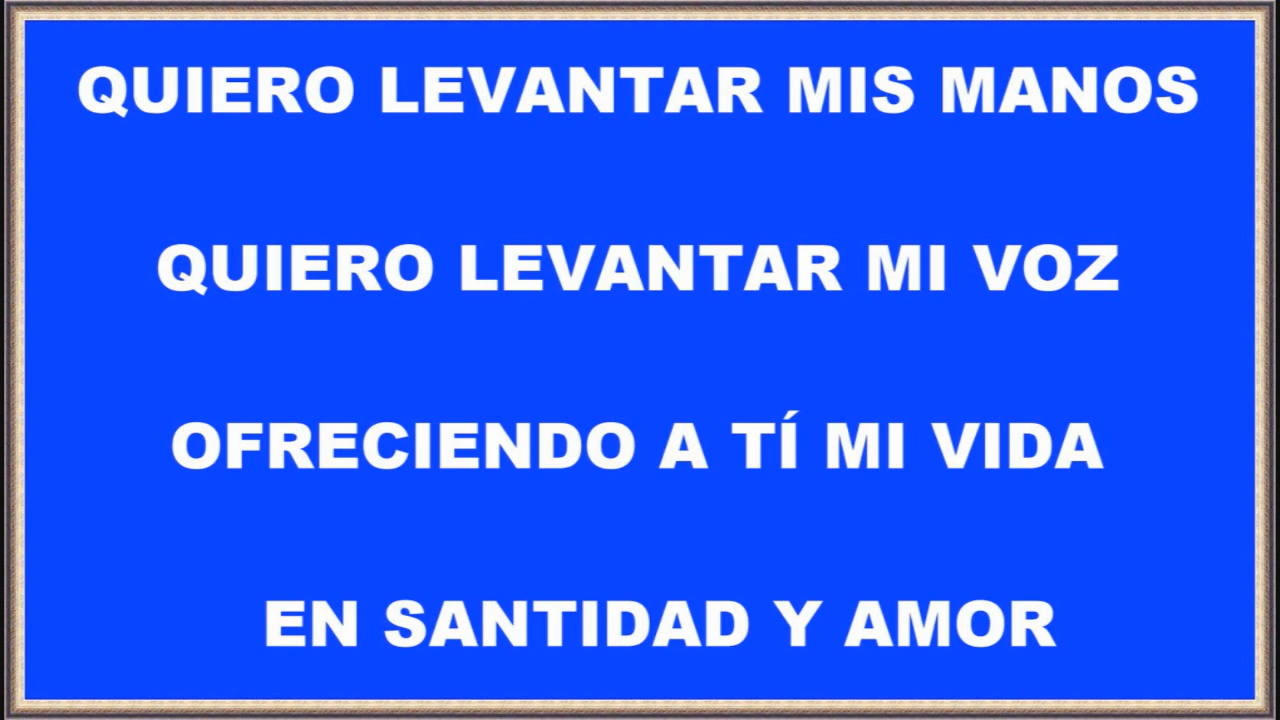 QUIERO LEVANTAR MIS MANOS
QUIERO LEVANTAR MI VOZ
OFRECIENDO A TÍ MI VIDA
EN SANTIDAD Y AMOR